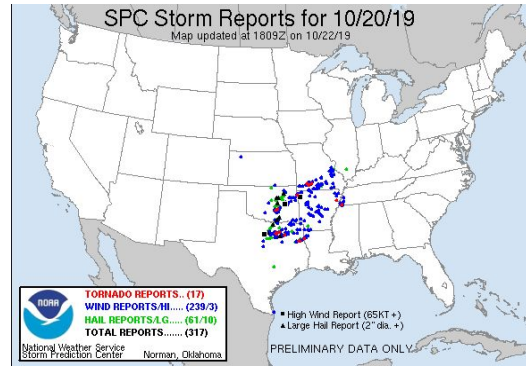 SPC Storm Reports for 10/20/19
Map updated at 1809Z on 10/22/19
NOAA
TORNADO REPORTS.. (17)
WIND REPORTS/HI..... (239/3)
HAIL REPORTS/LG..... (61/10)
TOTAL REPORTS....... (317)
National Weather Service
Storm Prediction Center Norman, Oklahoma
High Wind Report (65KT +)
Large Hail Report (2" dia. +)
PRELIMINARY DATA ONLY